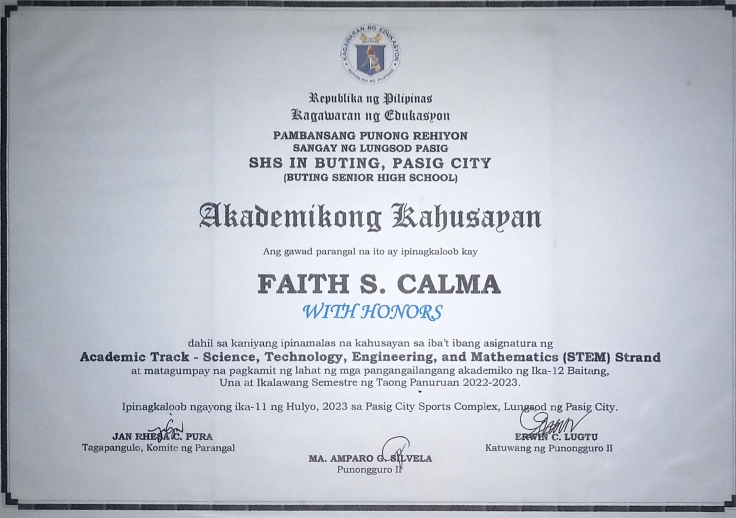 KAGAWARAN NG EDUKASYON
REPUBLIKA NG PILIPINAS
Republika ng Pilipinas
Kagawaran ng Edukasyon
PAMBANSANG PUNONG REHIYON
SANGAY NG LUNGSOD PASIG
SHS IN BUTING, PASIG CITY
(BUTING SENIOR HIGH SCHOOL)
Akademikong Kahusayan
Ang gawad parangal na ito ay ipinagkaloob kay
FAITH S. CALMA
WITH HONORS
dahil sa kaniyang ipinamalas na kahusayan sa iba't ibang asignatura ng
Academic Track - Science, Technology, Engineering, and Mathematics (STEM) Strand
at matagumpay na pagkamit ng lahat ng mga pangangailangang akademiko ng Ika-12 Baitang,
Una at Ikalawang Semestre ng Taong Panuruan 2022-2023.
Ipinagkaloob ngayong ika-11 ng Hulyo, 2023 sa Pasig City Sports Complex, Lungsod ng Pasig City.
JAN RHEJA C. PURA
Tagapangulo, Komite ng Parangal
MA. AMPARO G. SILVELA
Punongguro II
ERWIN C. LUGTU
Katuwang ng Punongguro II